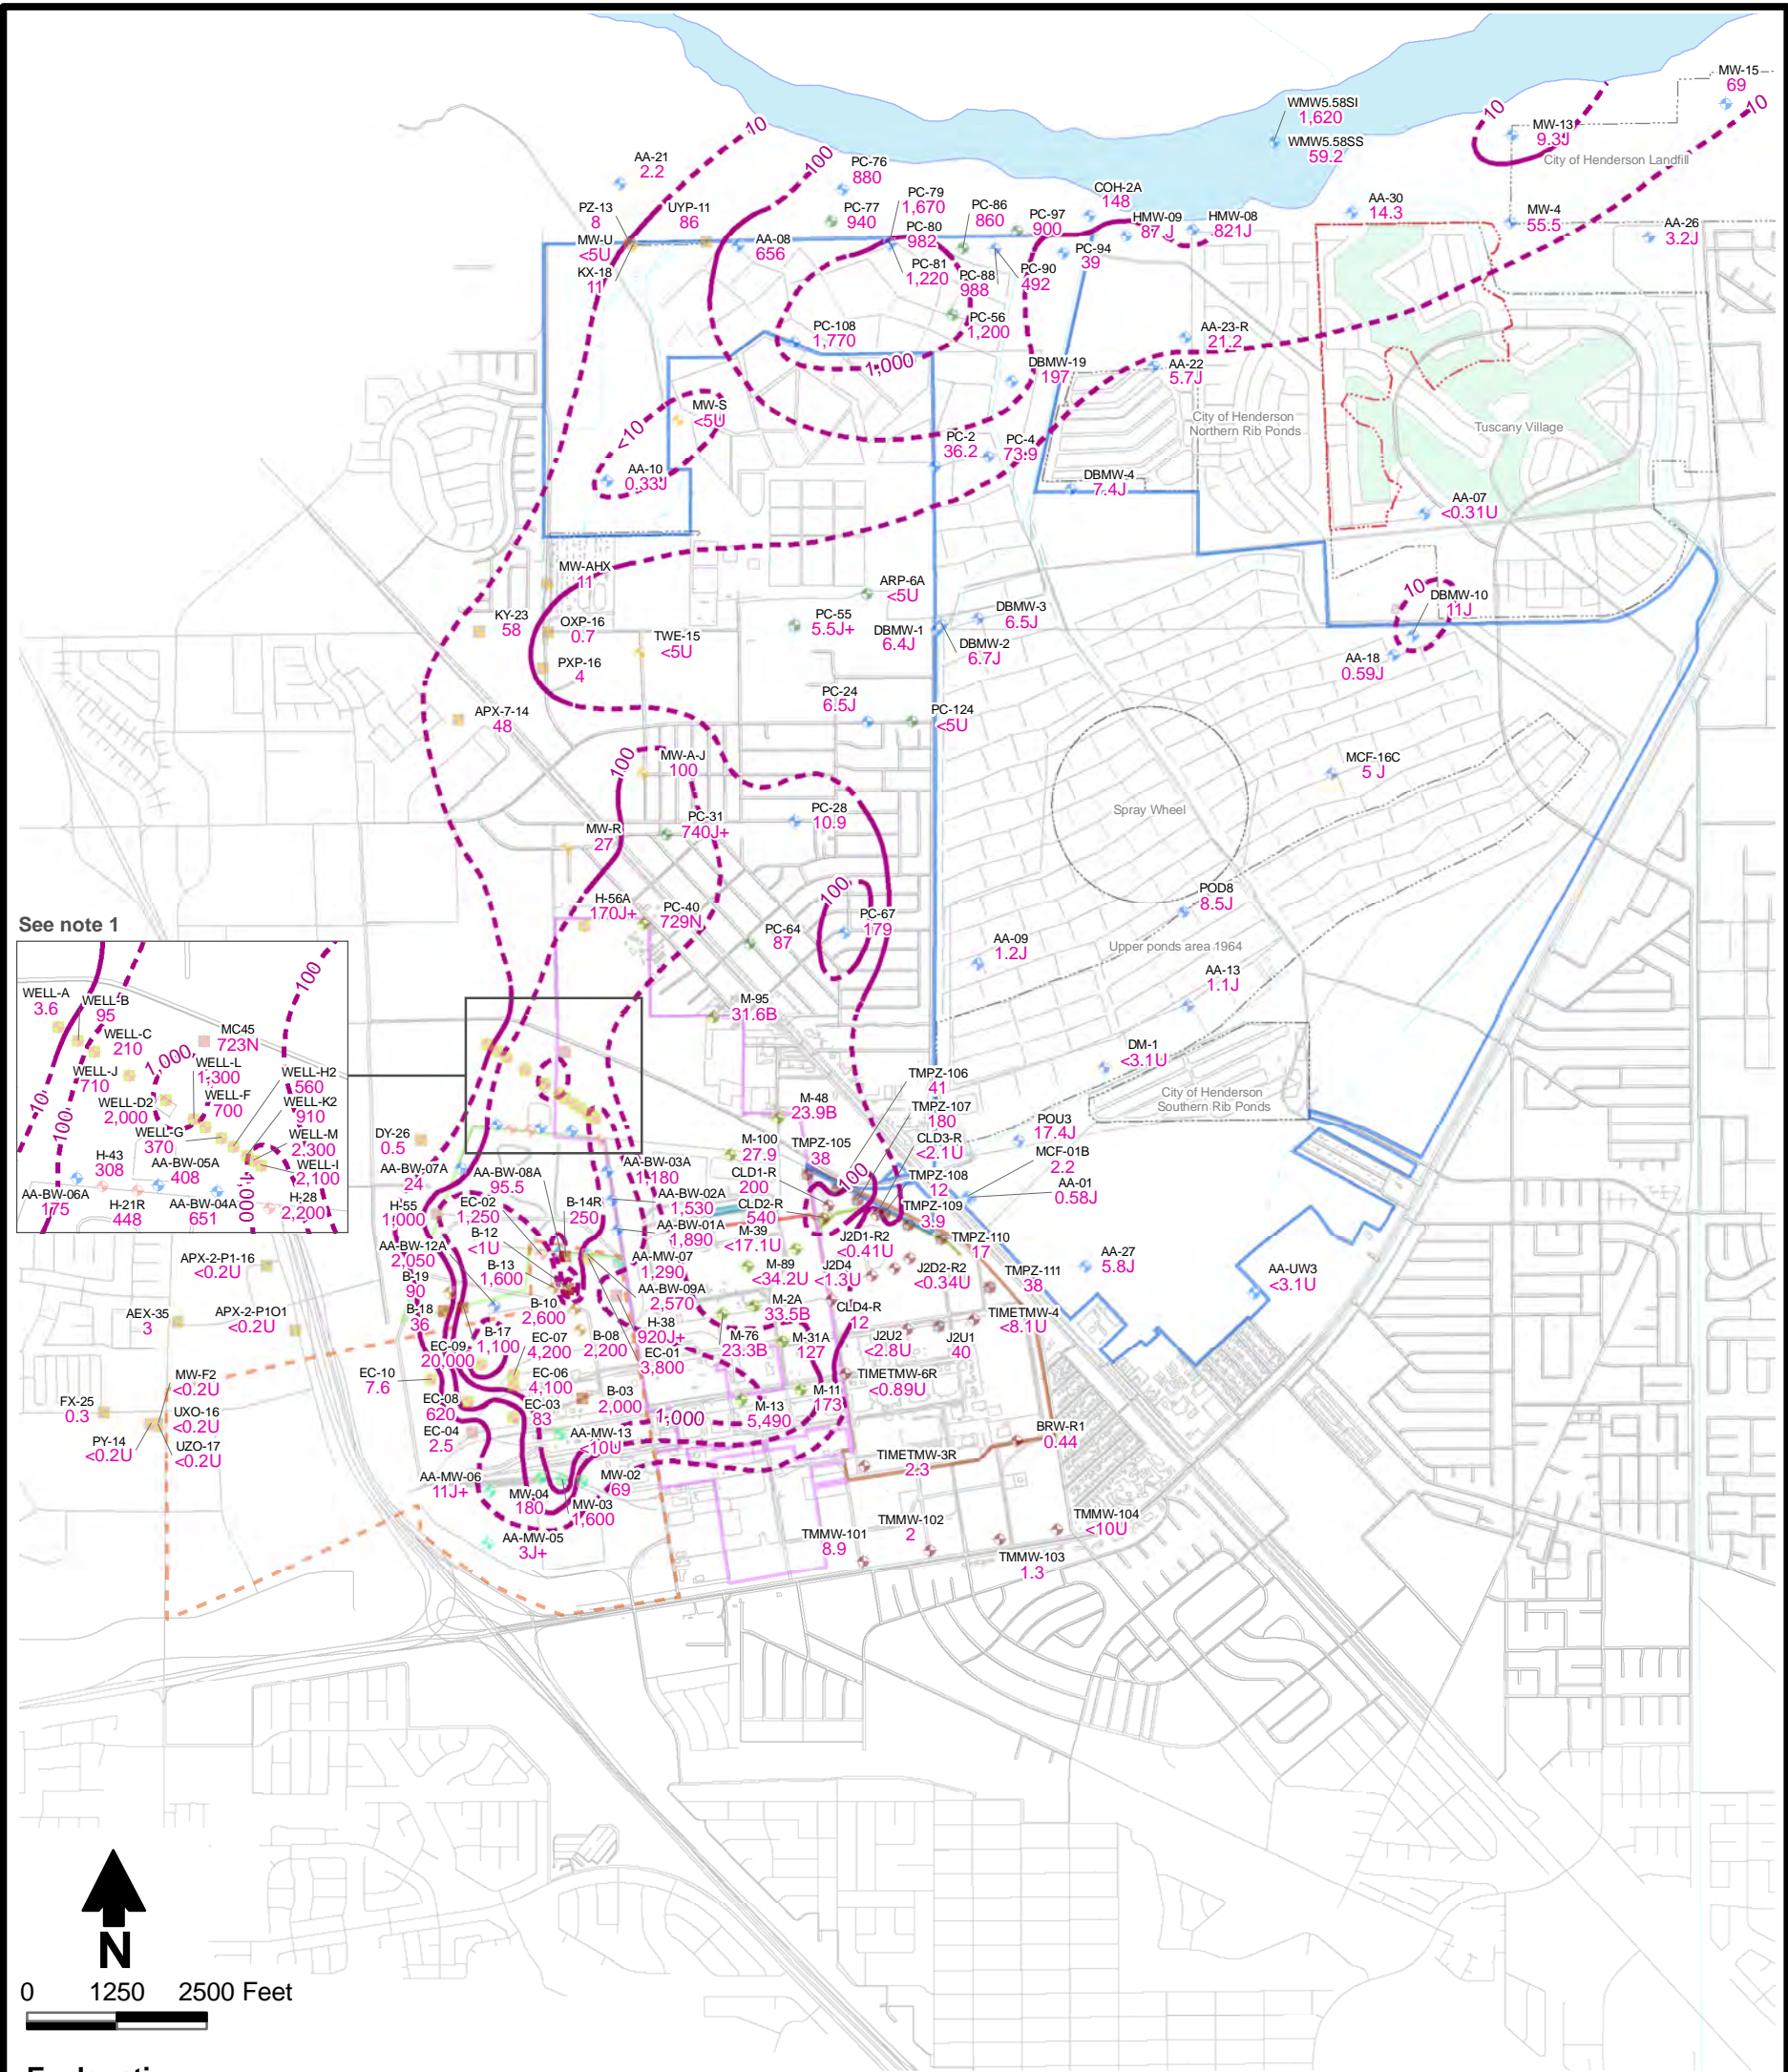 MW-15
69
10
WMW5.58SI
1,620
WMW5.58SS
59.2
10
MW-13
9.3J
City of Henderson Landfill
10
100
AA-21
2.2
PC-76
880
PZ-13
8
UYP-11
86
PC-77
940
PC-79
1,670
PC-86
860
PC-97
900
COH-2A
148
HMW-09
87 J
HMW-08
821J
AA-30
14.3
MW-4
55.5
AA-26
3.2J
MW-U
<5U
AA-08
656
PC-80
982
PC-94
39
KX-18
11
PC-81
1,220
PC-88
988
PC-90
492
PC-56
1,200
PC-108
1,770
1,000
AA-23-R
21.2
DBMW-19
197
AA-22
5.7J
MW-S
<5U
<10
City of Henderson
Northern Rib Ponds
Tuscany Village
PC-2
36.2
PC-4
73.9
AA-10
0.33J
DBMW-4
7.4J
AA-07
<0.31U
MW-AHX
11
ARP-6A
<5U
10
DBMW-10
11J
KY-23
58
OXP-16
0.7
TWE-15
<5U
PC-55
5.5J+
DBMW-1
6.4J
DBMW-3
6.5J
DBMW-2
6.7J
PXP-16
4
AA-18
0.59J
PC-24
6.5J
PC-124
<5U
APX-7-14
48
100
MW-A-J
100
MCF-16C
5 J
Spray Wheel
MW-R
27
PC-31
740J+
PC-28
10.9
100
H-56A
170J+
PC-40
729N
PC-64
87
PC-67
179
POD8
8.5J
AA-09
1.2J
Upper ponds area 1964
AA-13
1.1J
See note 1
WELL-A
3.6
WELL-B
95
100
WELL-C
210
MC45
723N
1,000
WELL-J
710
WELL-L
1,300
WELL-H2
560
WELL-D2
2,000
WELL-F
700
WELL-K2
910
10
100
WELL-G
370
WELL-M
2,300
H-43
308
AA-BW-05A
408
WELL-I
2,100
AA-BW-06A
175
H-21R
448
AA-BW-04A
651
1,000
H-28
2,200
M-95
31.6B
DM-1
<3.1U
City of Henderson
Southern Rib Ponds
TMPZ-106
41
M-48
23.9B
TMPZ-107
180
POU3
17.4J
DY-26
0.5
M-100
27.9
TMPZ-105
38
CLD3-R
<2.1U
MCF-01B
2.2
AA-BW-07A
24
AA-BW-08A
95.5
AA-BW-03A
1,180
CLD1-R
200
100
TMPZ-108
12
AA-01
0.58J
H-55
1,000
EC-02
1,250
B-14R
250
AA-BW-02A
1,530
CLD2-R
540
TMPZ-109
3.9
B-12
<1U
AA-BW-01A
1,890
M-39
<17.1U
J2D1-R2
<0.41U
TMPZ-110
17
AA-BW-12A
2,050
B-13
1,600
AA-MW-07
1,290
M-89
<34.2U
J2D4
<1.3U
J2D2-R2
<0.34U
TMPZ-111
38
AA-27
5.8J
AA-UW3
<3.1U
APX-2-P1-16
<0.2U
B-19
90
AA-BW-09A
2,570
B-18
36
B-10
2,600
H-38
920J+
M-2A
33.5B
CLD4-R
12
TIMETMW-4
<8.1U
AEX-35
3
APX-2-P1O1
<0.2U
B-17
1,100
EC-07
4,200
B-08
2,200
EC-01
3,800
M-76
23.3B
M-31A
127
J2U2
<2.8U
J2U1
40
EC-09
20,000
EC-10
7.6
EC-06
4,100
B-03
2,000
TIMETMW-6R
<0.89U
MW-F2
<0.2U
FX-25
0.3
UXO-16
<0.2U
EC-08
620
EC-03
83
M-11
173
M-13
5,490
1,000
PY-14
<0.2U
UZO-17
<0.2U
EC-04
2.5
AA-MW-13
<10U
BRW-R1
0.44
TIMETMW-3R
2.3
AA-MW-06
11J+
MW-02
69
MW-04
180
MW-03
1,600
AA-MW-05
3J+
TMMW-101
8.9
TMMW-102
2
TMMW-104
<10U
TMMW-103
1.3
N
0 1250 2500 Feet